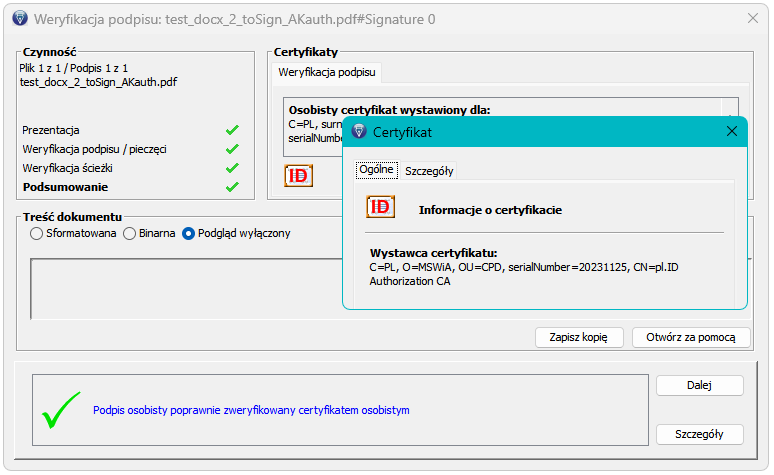 Weryfikacja podpisu: test_docx_2_toSign_AKauth.pdf#Signature 0
Czynność
Plik 1 z 1 / Podpis 1 z 1
test_docx_2_toSign_AKauth.pdf
Prezentacja
Weryfikacja podpisu / pieczęci
Weryfikacja ścieżki
Podsumowanie
Certyfikaty
Weryfikacja podpisu
Osobisty certyfikat wystawiony dla:
C=PL, surn
serialNumbe
ID
Certyfikat
Ogólne
Szczegóły
ID
Informacje o certyfikacie
Wystawca certyfikatu:
C=PL, O=MSWiA, OU=CPD, serialNumber=20231125, CN=pl.ID
Authorization CA
Treść dokumentu
Sformatowana
Binarna
Podgląd wyłączony
Zapisz kopię
Otwórz za pomocą
Podpis osobisty poprawnie zweryfikowany certyfikatem osobistym
Dalej
Szczegóły